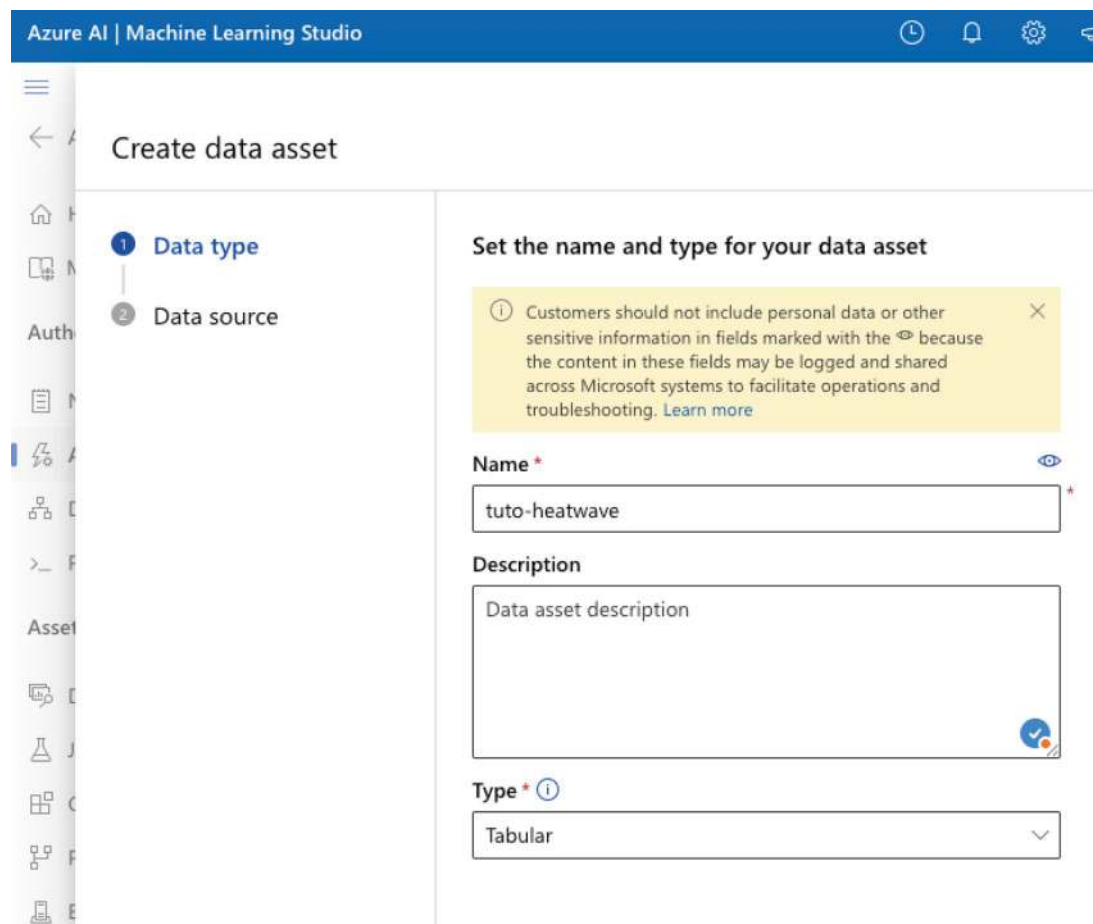 Azure AI | Machine Learning Studio
Create data asset
1 Data type
2 Data source
Auth
Asset
Set the name and type for your data asset
Customers should not include personal data or other
sensitive information in fields marked with the because
the content in these fields may be logged and shared
across Microsoft systems to facilitate operations and
troubleshooting. Learn more
Name *
*
tuto-heatwave
Description
Data asset description
Type *
Tabular